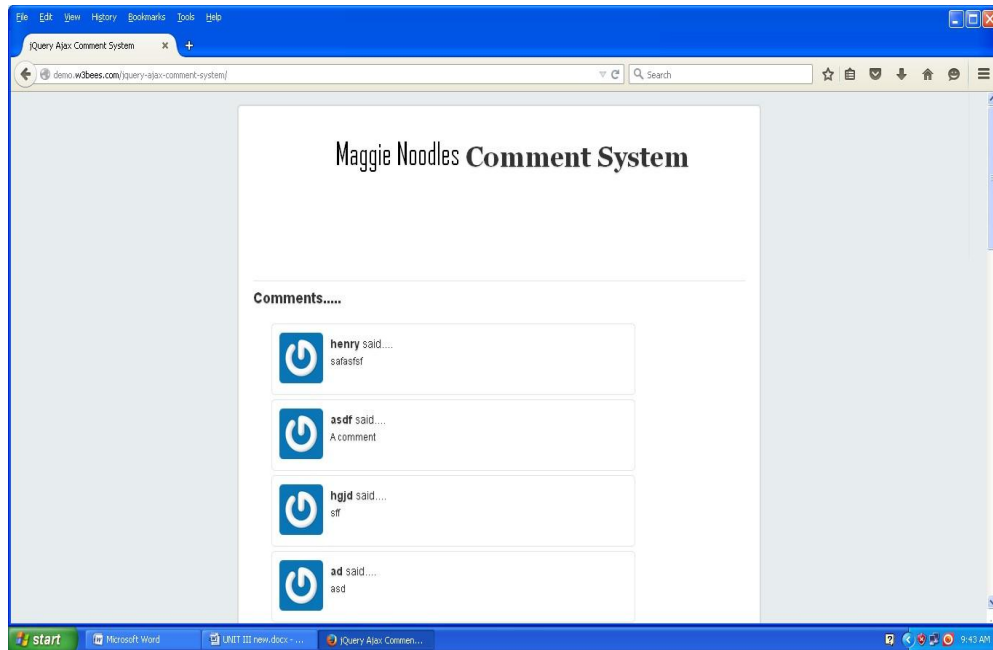 File Edit View History Bookmarks Tools Help
jQuery Ajax Comment System
demo.w3bees.com/jquery-ajax-comment-system/
Search
Maggie Noodles Comment System
Comments.....
henry said....
safasfsf
asdf said....
A comment
hgjd said....
sff
ad said....
asd
start
Microsoft Word
UNIT III new.docx - ...
jQuery Ajax Commen...
9:43 AM